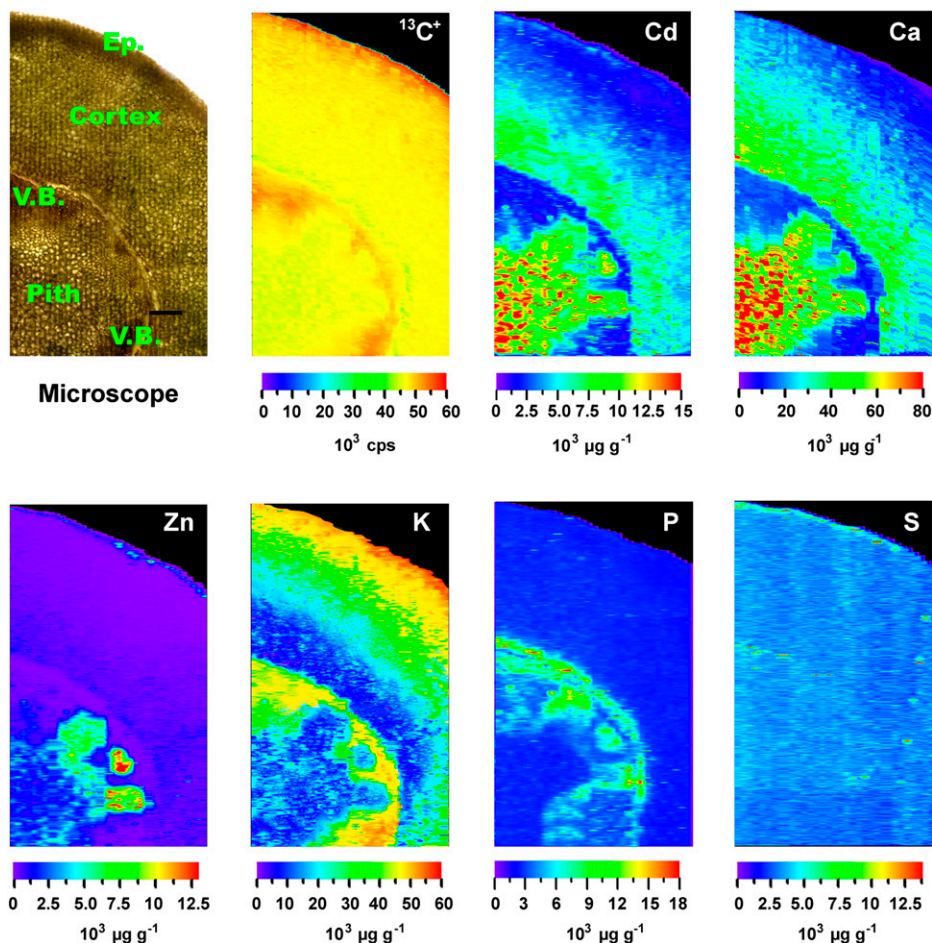 Ep.
Cortex
V.B.
Pith
V.B.
Microscope
¹³C⁺
0 10 20 30 40 50 60
10³ cps
Cd
0 2.5 5.0 7.5 10 15
10³ µg g⁻¹
Ca
0 20 40 60 80
10³ µg g⁻¹
Zn
0 2.5 5.0 7.5 10 12.5
10³ µg g⁻¹
K
0 10 20 30 40 50 60
10³ µg g⁻¹
P
0 3 6 9 12 15 18
10³ µg g⁻¹
S
0 2.5 5.0 7.5 10 12.5
10³ µg g⁻¹